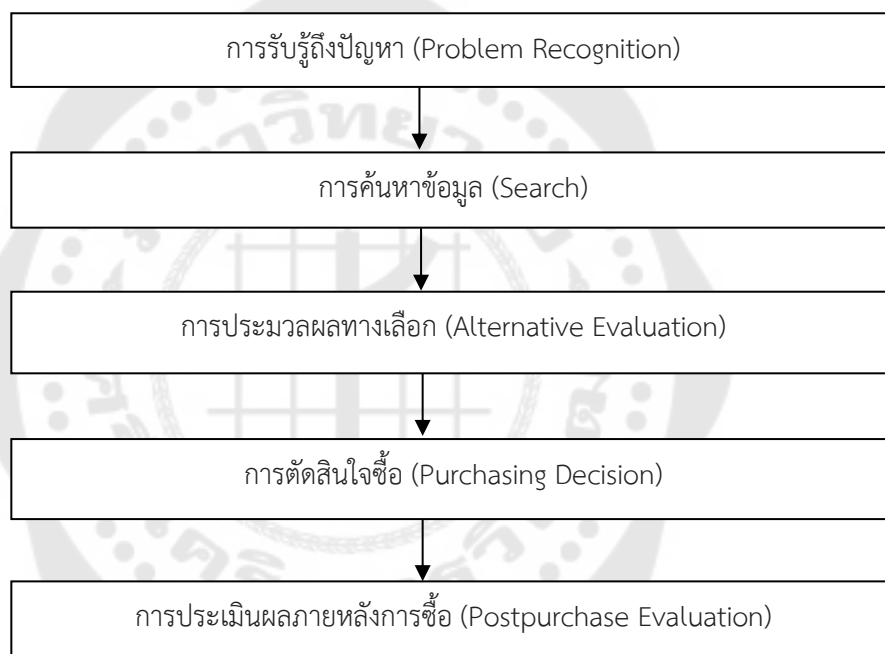 การรับรู้ถึงปัญหา (Problem Recognition)
การค้นหาข้อมูล (Search)
การประมวลผลทางเลือก (Alternative Evaluation)
การตัดสินใจซื้อ (Purchasing Decision)
การประเมินผลภายหลังการซื้อ (Postpurchase Evaluation)